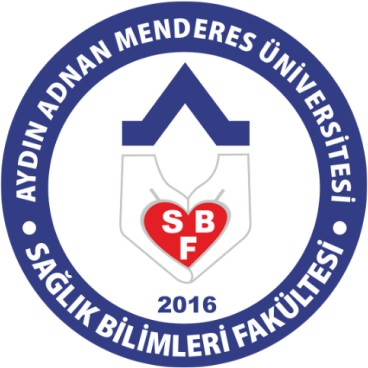 AYDIN ADNAN MENDERES ÜNİVERSİTESİ
SBF
2016
• SAĞLIK BİLİMLERİ FAKÜLTESİ •